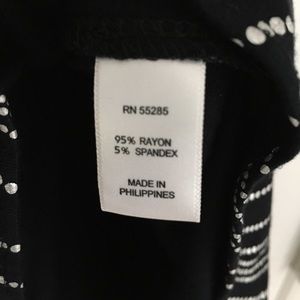 RN 55285
95% RAYON
5% SPANDEX
MADE IN
PHILIPPINES